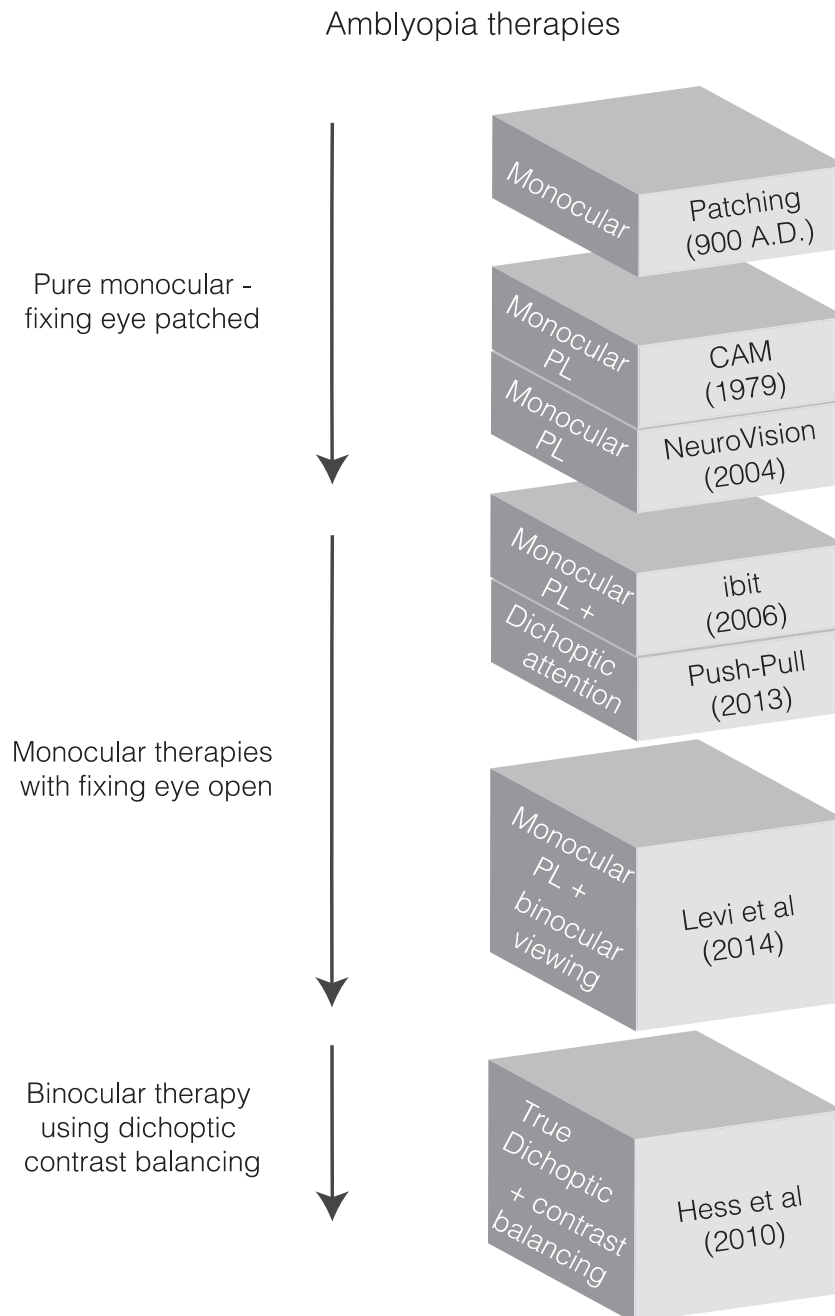 Amblyopia therapies
Pure monocular -
fixing eye patched
Monocular
Patching
(900 A.D.)
Monocular
PL
CAM
(1979)
Monocular
PL
NeuroVision
(2004)
Monocular therapies
with fixing eye open
Monocular
PL +
Dichoptic
attention
ibit
(2006)
Push-Pull
(2013)
Monocular
PL +
binocular
viewing
Levi et al
(2014)
Binocular therapy
using dichoptic
contrast balancing
True
Dichoptic
+ contrast
balancing
Hess et al
(2010)